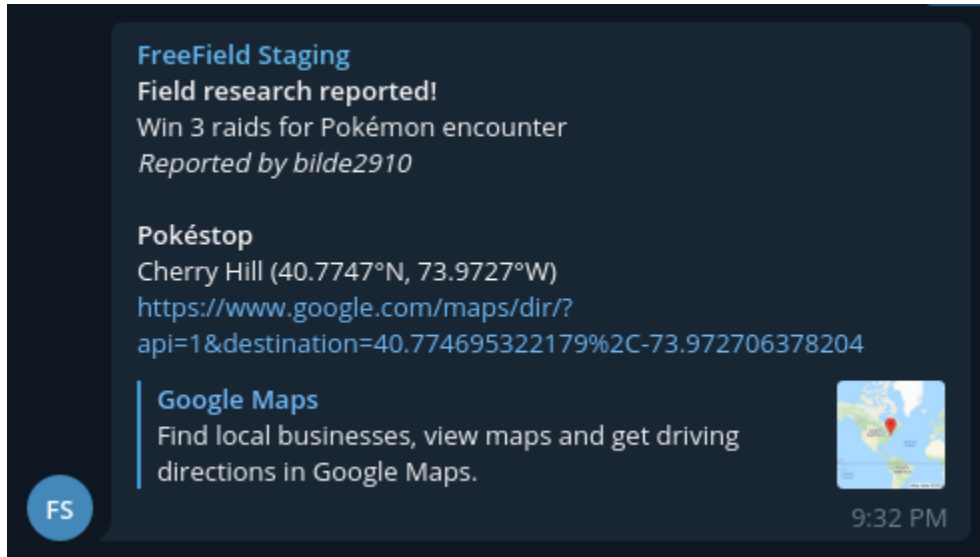 FreeField Staging
Field research reported!
Win 3 raids for Pokémon encounter
Reported by bilde2910
Pokéstop
Cherry Hill (40.7747°N, 73.9727°W)
https://www.google.com/maps/dir/?
api=1&destination=40.774695322179%2C-73.972706378204
Google Maps
Find local businesses, view maps and get driving
directions in Google Maps.
FS
9:32 PM